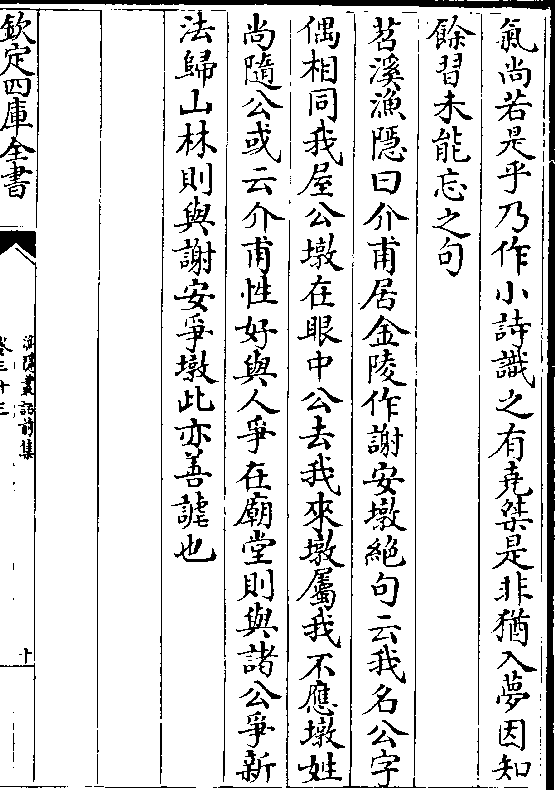 氣尚若是乎乃作小詩識之有堯桀是非猶入夢因知
餘習未能忘之句
苕溪漁隱曰介甫居金陵作謝安墩絶句云我名公字
偶相同我屋公墩在眼中公去我來墩屬我不應墩姓
尚隨公或云介甫性好與人爭在廟堂則與諸公爭新
法歸山林則與謝安爭墩此亦善謔也
欽定四庫全書
漁隱叢話前集
卷三十三
十